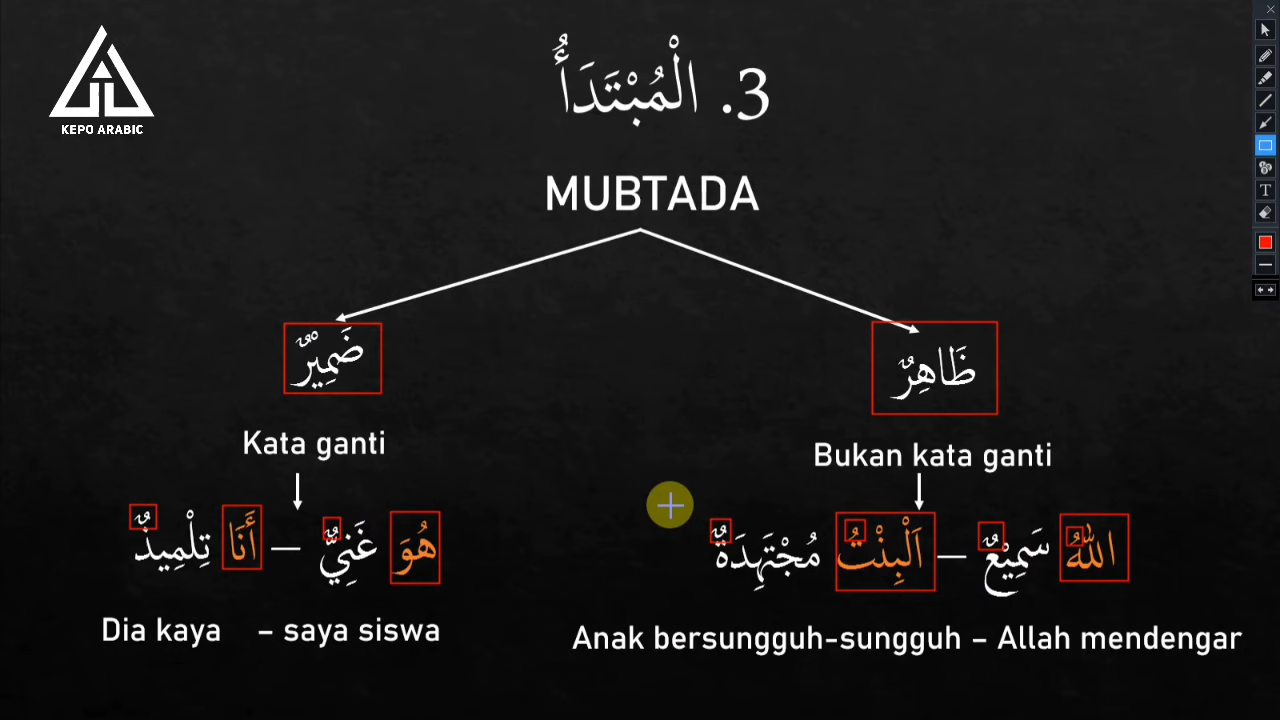 KEPO ARABIC
3. الْمُبْتَدَأُ
MUBTADA
ضَمِيْرٌ
ظَاهِرٌ
Kata ganti
Bukan kata ganti
هُوَ غَنِيٌّ – أَنَا تِلْمِيذٌ
اللهُ سَمِيْعٌ – اَلْبِنْتُ مُجْتَهِدَةٌ
Dia kaya – saya siswa
Anak bersungguh-sungguh – Allah mendengar
T